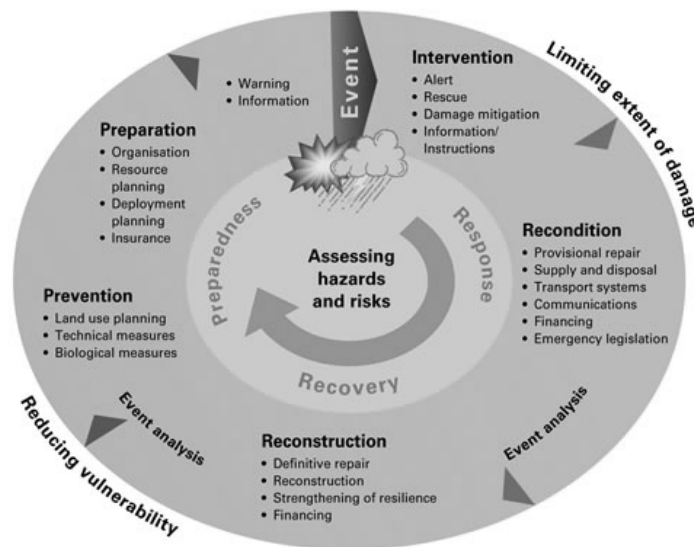 Event
Intervention
• Alert
• Rescue
• Damage mitigation
• Information/
Instructions
Limiting extent of damage
Recondition
• Provisional repair
• Supply and disposal
• Transport systems
• Communications
• Financing
• Emergency legislation
Event analysis
Reconstruction
• Definitive repair
• Reconstruction
• Strengthening of resilience
• Financing
Event analysis
Reducing vulnerability
Prevention
• Land use planning
• Technical measures
• Biological measures
Preparation
• Organisation
• Resource
planning
• Deployment
planning
• Insurance
• Warning
• Information
Preparedness
Response
Recovery
Assessing
hazards
and risks